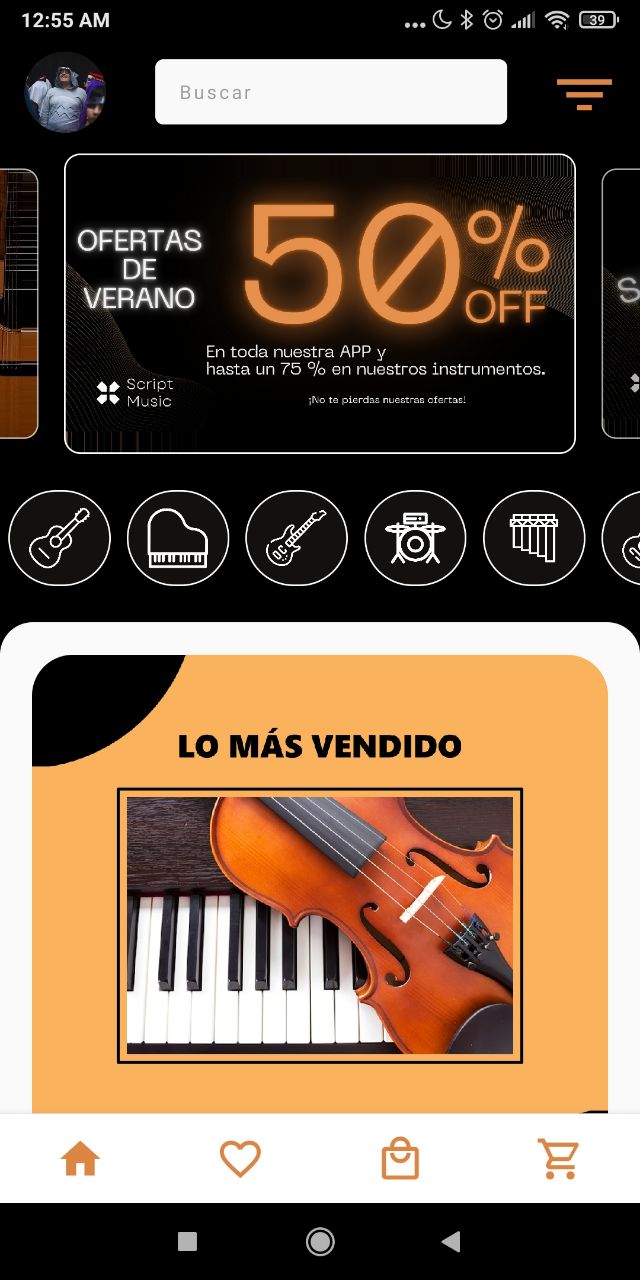 12:55 AM
39
Buscar
OFERTAS
DE
VERANO
50%
OFF
En toda nuestra APP y
hasta un 75 % en nuestros instrumentos.
Script
Music
¡No te pierdas nuestras ofertas!
S
LO MÁS VENDIDO